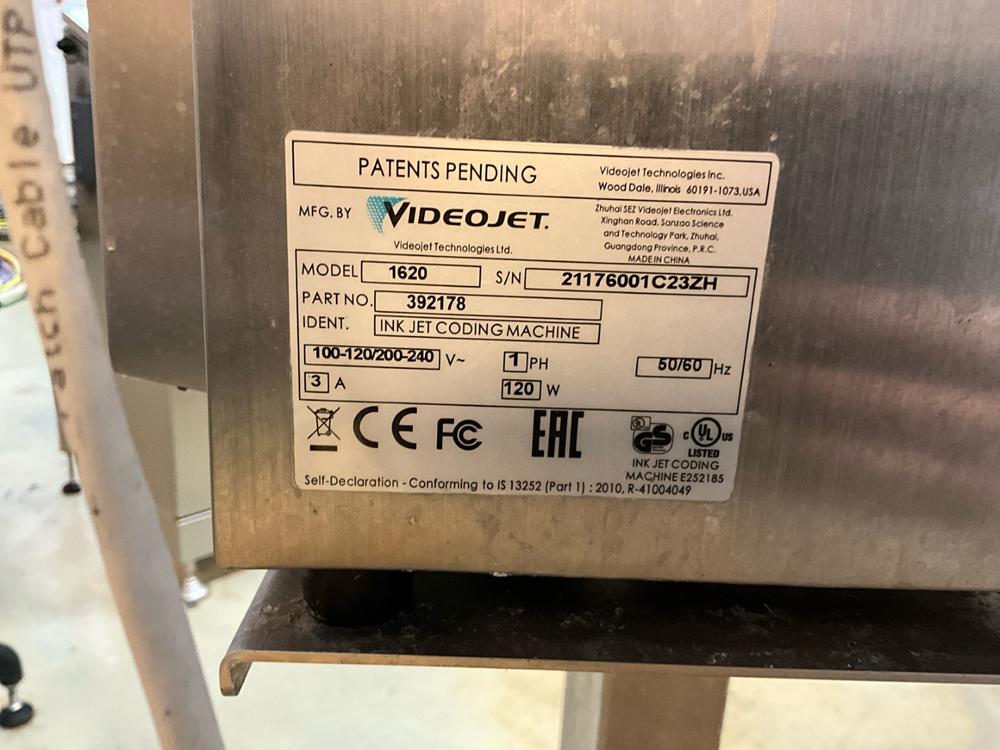 Patch Cable UTP
PATENTS PENDING
Videojet Technologies Inc.
Wood Dale, Illinois 60191-1073,USA
MFG. BY VIDEOJET.
Videojet Technologies Ltd.
Zhuhai SEZ Videojet Electronics Ltd.
Xinghan Road, Sanzao Science
and Technology Park, Zhuhai,
Guangdong Province, P.R.C.
MADE IN CHINA
MODEL 1620 S/N 21176001C23ZH
PART NO. 392178
IDENT. INK JET CODING MACHINE
100-120/200-240 V~ 1 PH 50/60 Hz
3 A 120 W
CE FC EAC GS C UL US
LISTED
INK JET CODING
MACHINE E252185
Self-Declaration - Conforming to IS 13252 (Part 1) : 2010, R-41004049